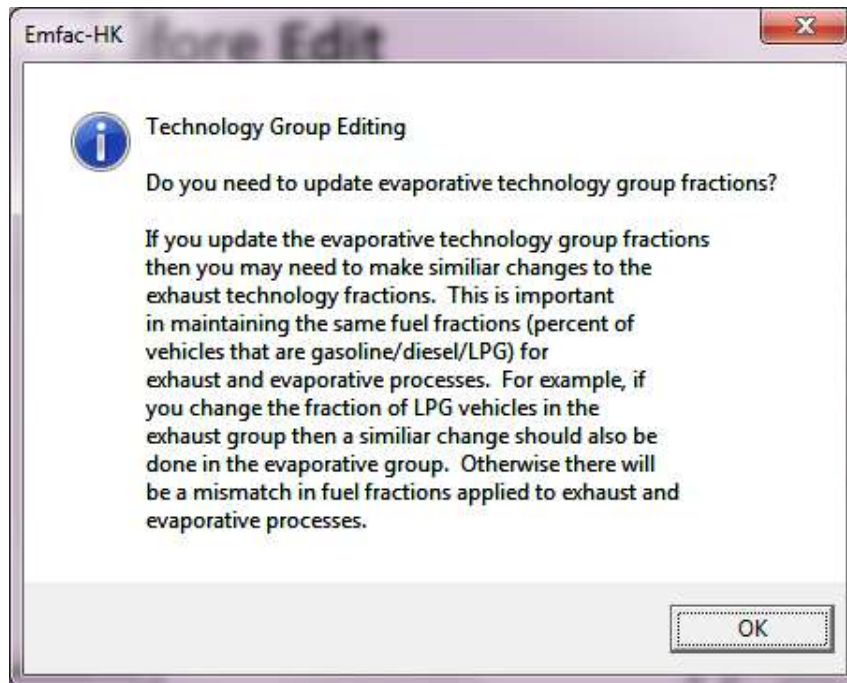 Emfac-HK
fore Edit
Technology Group Editing
Do you need to update evaporative technology group fractions?
If you update the evaporative technology group fractions
then you may need to make similiar changes to the
exhaust technology fractions.  This is important
in maintaining the same fuel fractions (percent of
vehicles that are gasoline/diesel/LPG) for
exhaust and evaporative processes.  For example, if
you change the fraction of LPG vehicles in the
exhaust group then a similiar change should also be
done in the evaporative group.  Otherwise there will
be a mismatch in fuel fractions applied to exhaust and
evaporative processes.
OK